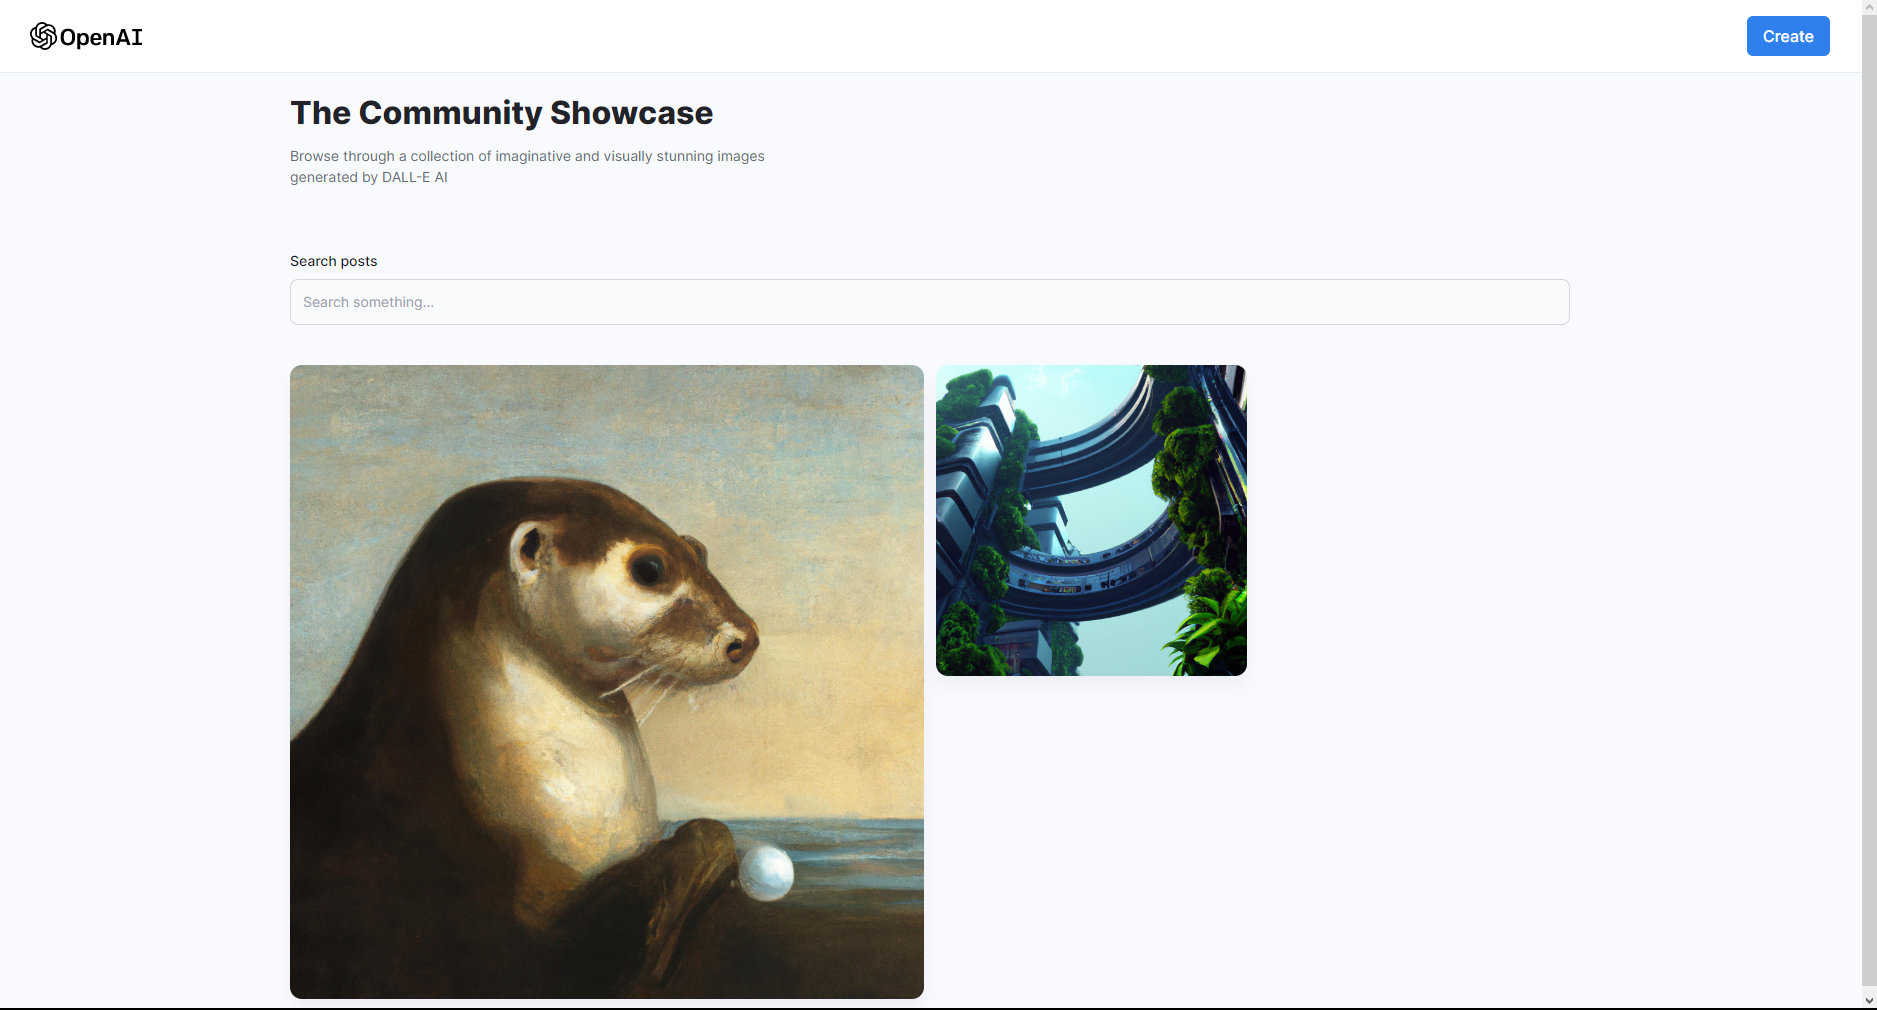 OpenAI
Create
The Community Showcase
Browse through a collection of imaginative and visually stunning images
generated by DALL-E AI
Search posts
Search something...